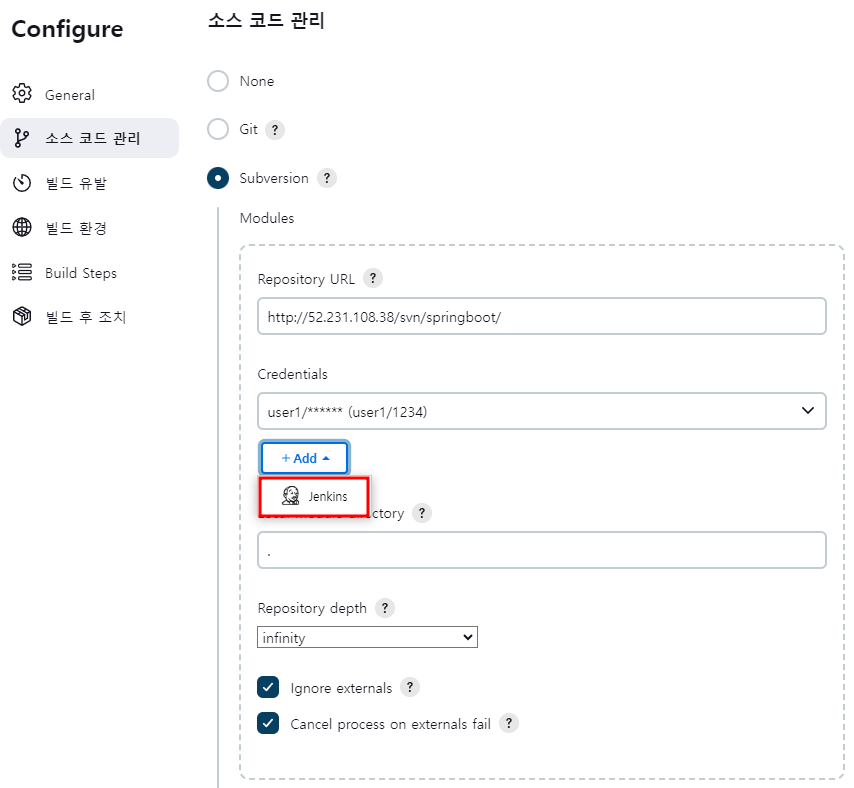 Configure
General
소스 코드 관리
빌드 유발
빌드 환경
Build Steps
빌드 후 조치
소스 코드 관리
None
Git ?
Subversion ?
Modules
Repository URL ?
http://52.231.108.38/svn/springboot/
Credentials
user1/****** (user1/1234)
+ Add
Jenkins
?
.
Repository depth ?
infinity
Ignore externals ?
Cancel process on externals fail ?